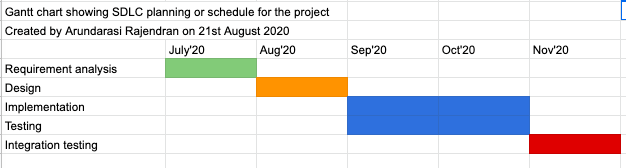 Gantt chart showing SDLC planning or schedule for the project
Created by Arundarasi Rajendran on 21st August 2020
July'20 Aug'20 Sep'20 Oct'20 Nov'20
Requirement analysis
Design
Implementation
Testing
Integration testing